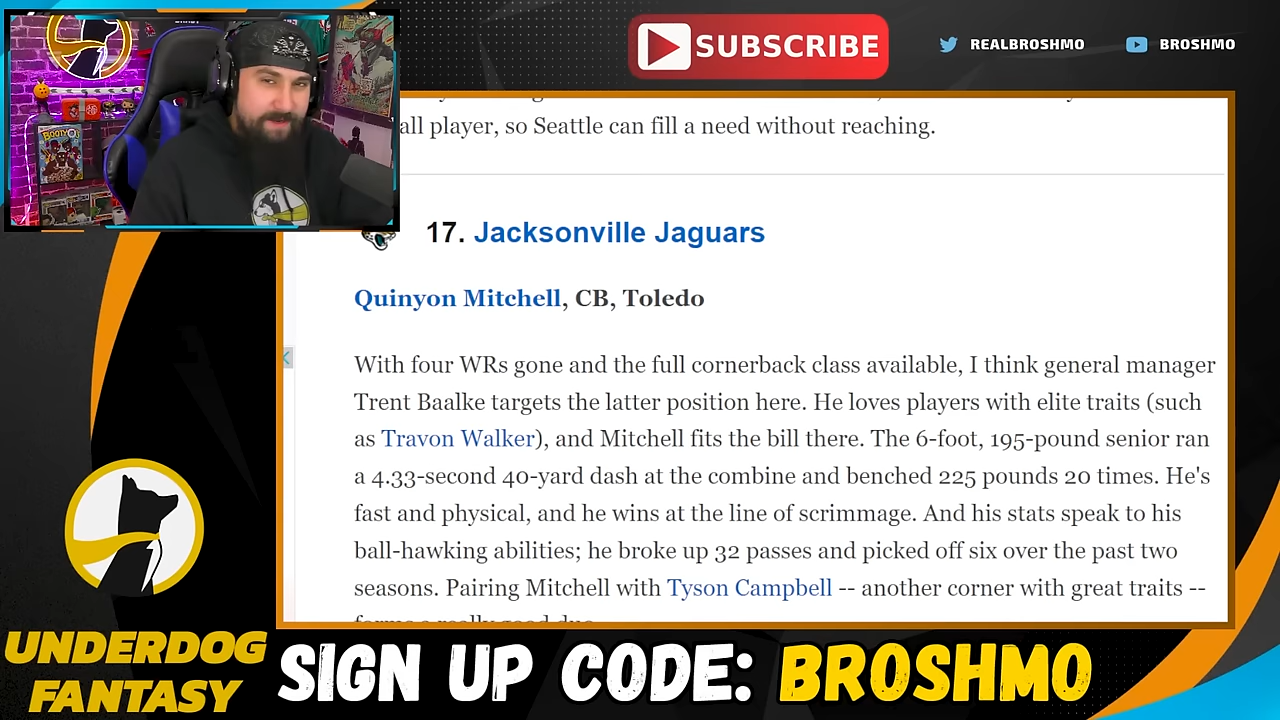 SUBSCRIBE
REALBROSHMO
BROSHMO
all player, so Seattle can fill a need without reaching.
17. Jacksonville Jaguars
Quinyon Mitchell, CB, Toledo
With four WRs gone and the full cornerback class available, I think general manager
Trent Baalke targets the latter position here. He loves players with elite traits (such
as Travon Walker), and Mitchell fits the bill there. The 6-foot, 195-pound senior ran
a 4.33-second 40-yard dash at the combine and benched 225 pounds 20 times. He's
fast and physical, and he wins at the line of scrimmage. And his stats speak to his
ball-hawking abilities; he broke up 32 passes and picked off six over the past two
seasons. Pairing Mitchell with Tyson Campbell -- another corner with great traits --
UNDERDOG
FANTASY
SIGN UP CODE: BROSHMO